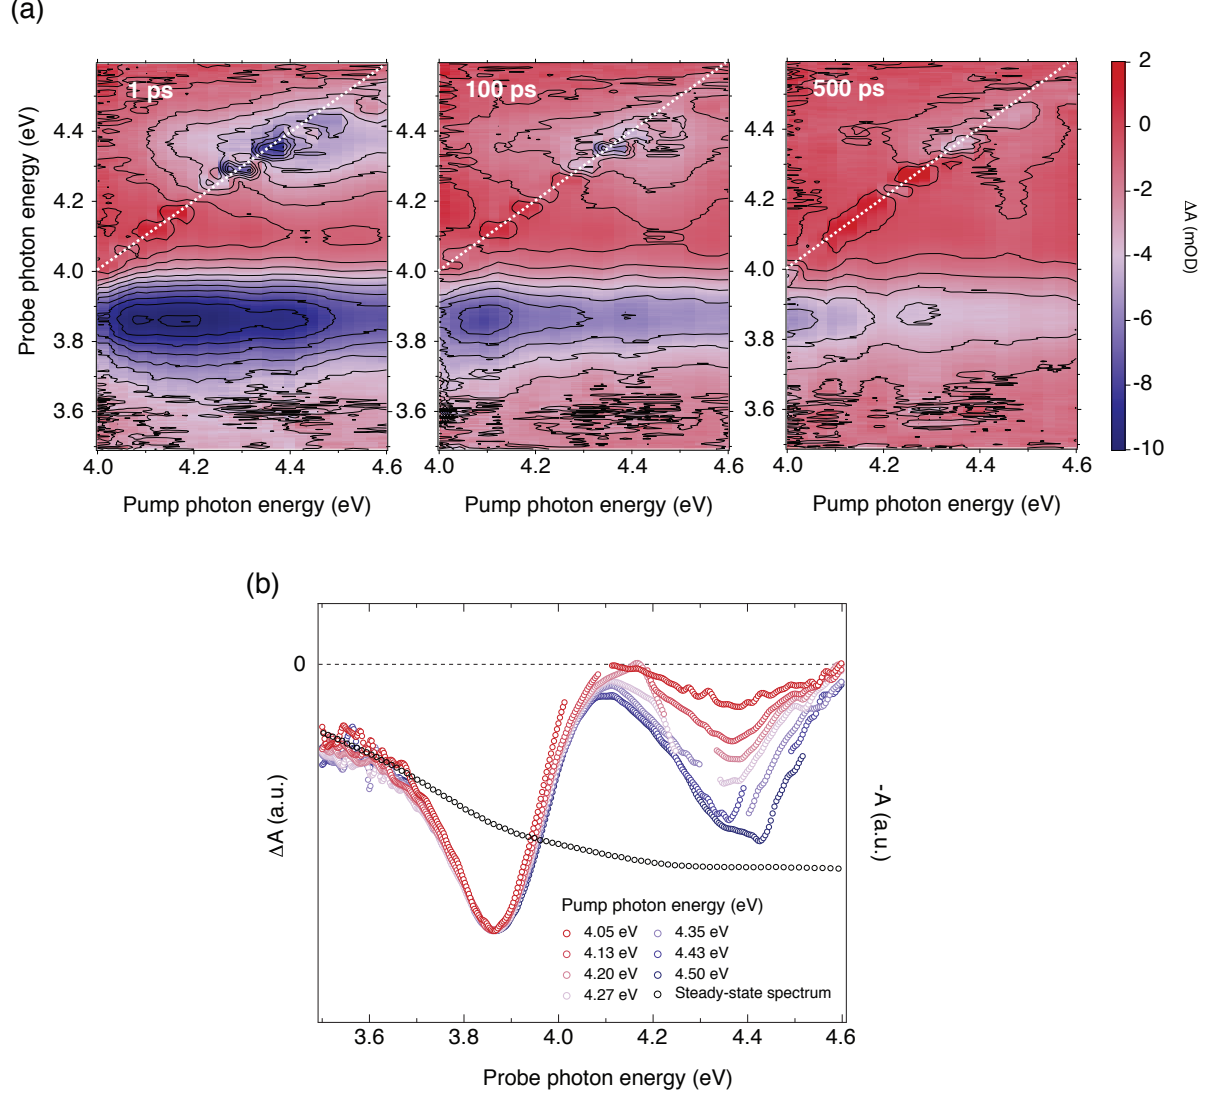 (a)
1 ps
100 ps
500 ps
Probe photon energy (eV)
4.4
4.2
4.0
3.8
3.6
4.4
4.2
4.0
3.8
3.6
4.4
4.2
4.0
3.8
3.6
4.0 4.2 4.4 4.6
4.0 4.2 4.4 4.6
4.0 4.2 4.4 4.6
Pump photon energy (eV)
Pump photon energy (eV)
Pump photon energy (eV)
2
0
-2
-4
-6
-8
-10
ΔA (mOD)
(b)
0
ΔA (a.u.)
-A (a.u.)
Pump photon energy (eV)
4.05 eV
4.13 eV
4.20 eV
4.27 eV
4.35 eV
4.43 eV
4.50 eV
Steady-state spectrum
3.6 3.8 4.0 4.2 4.4 4.6
Probe photon energy (eV)